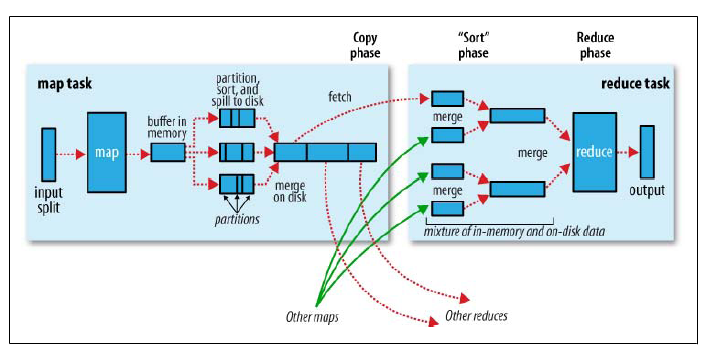 Copy
phase
“Sort”
phase
Reduce
phase
map task
partition,
sort, and
spill to disk
fetch
reduce task
buffer in
memory
map
merge
merge
reduce
input
split
merge
on disk
merge
output
partitions
mixture of in-memory and on-disk data
Other maps
Other reduces